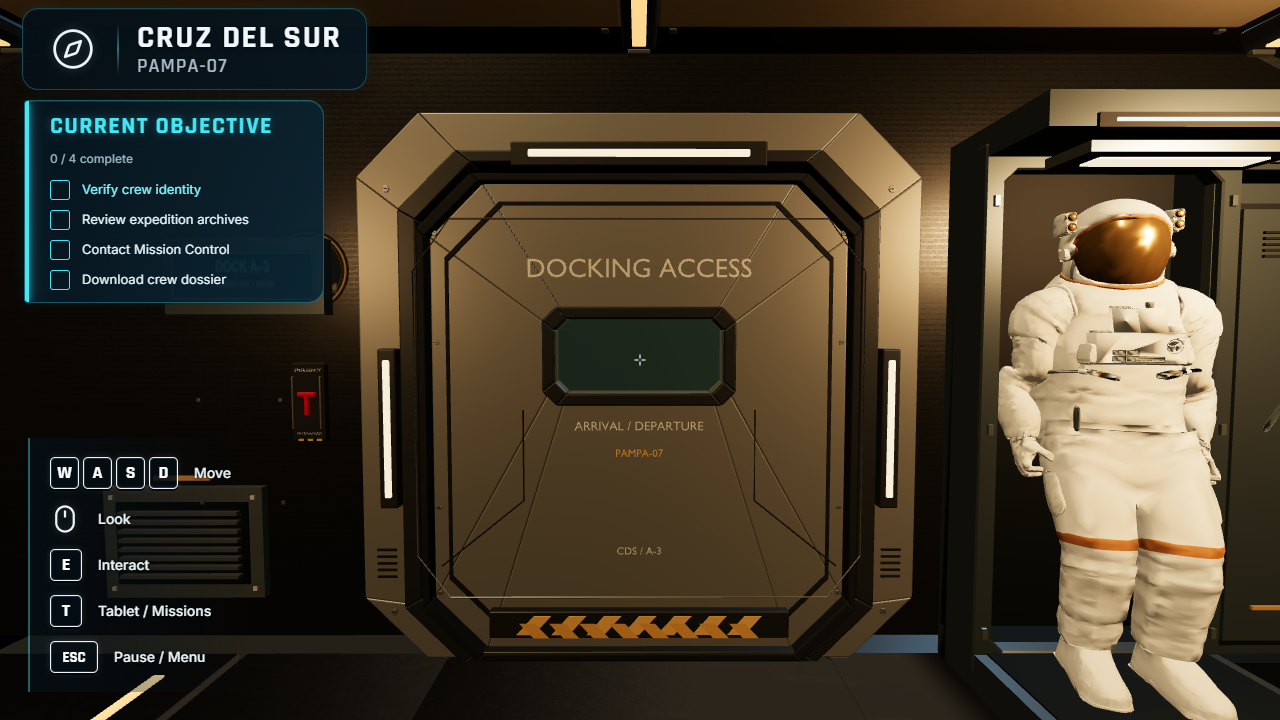 CRUZ DEL SUR
PAMPA-07
CURRENT OBJECTIVE
0 / 4 complete
Verify crew identity
Review expedition archives
Contact Mission Control
Download crew dossier
DOCK A-3
DOCKING ACCESS
ARRIVAL / DEPARTURE
PAMPA-07
CDS / A-3
W A S D Move
Look
E Interact
T Tablet / Missions
ESC Pause / Menu